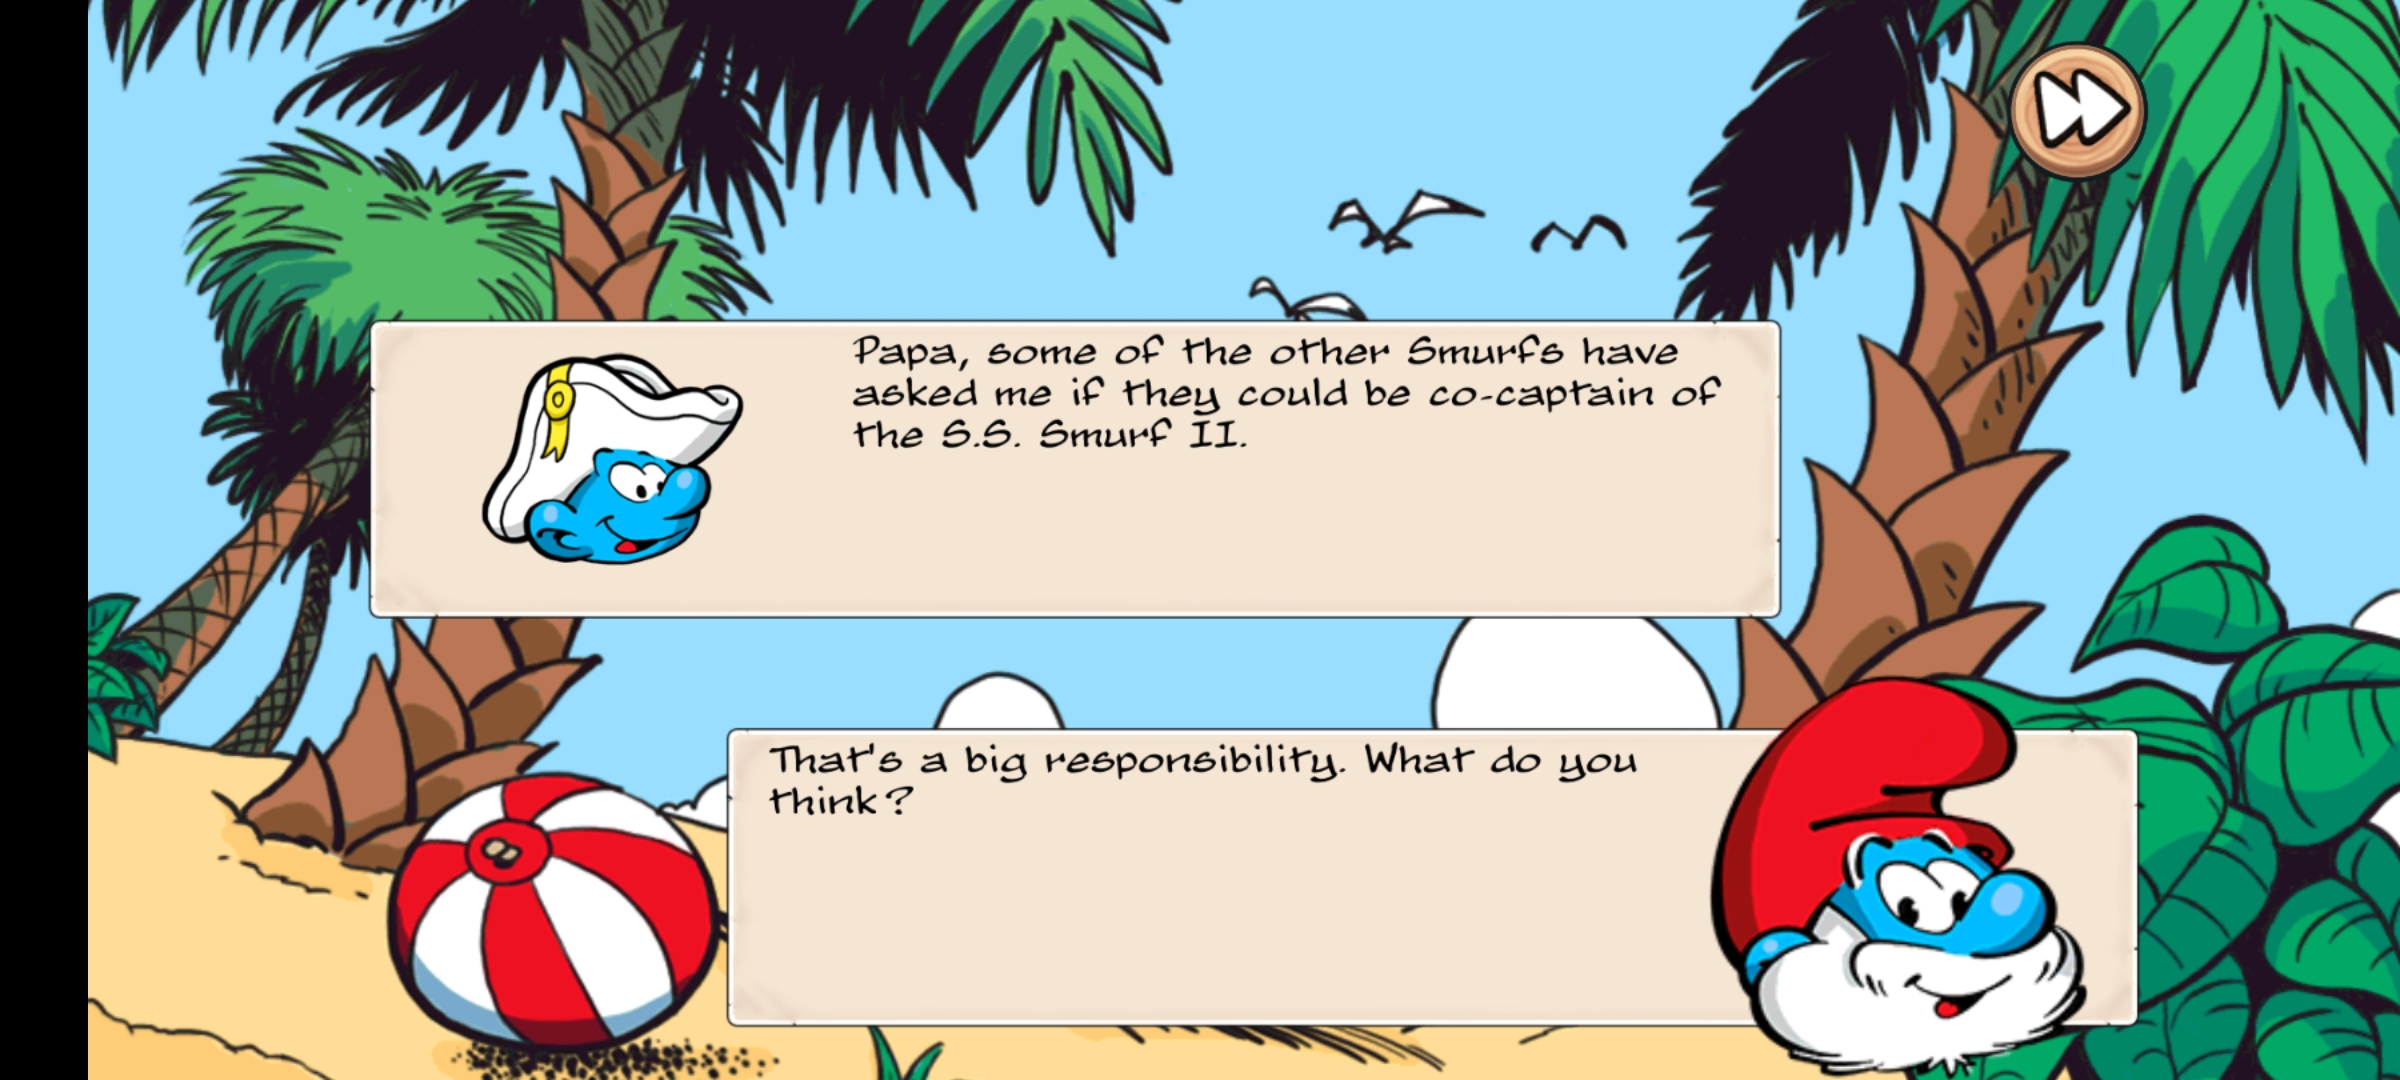 Papa, some of the other Smurfs have
asked me if they could be co-captain of
the S.S. Smurf II.
That's a big responsibility. What do you
think?